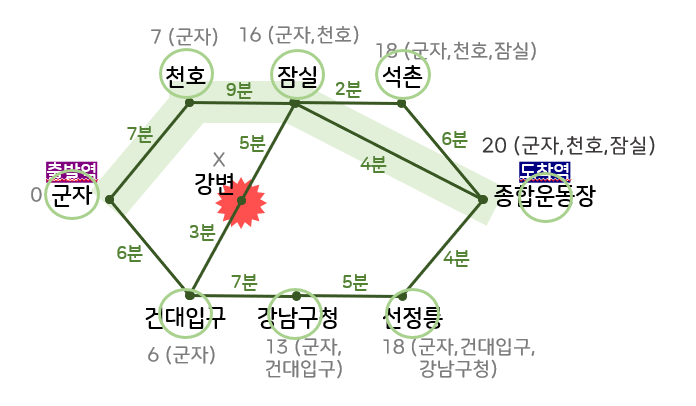 7 (군자)
16 (군자,천호)
18 (군자,천호,잠실)
천호
잠실
석촌
9분
2분
7분
5분
6분
4분
20 (군자,천호,잠실)
X
출발역
도착역
강변
0
군자
종합운동장
3분
6분
4분
7분
5분
건대입구
강남구청
선정릉
6 (군자)
13 (군자,
건대입구)
18 (군자,건대입구,
강남구청)